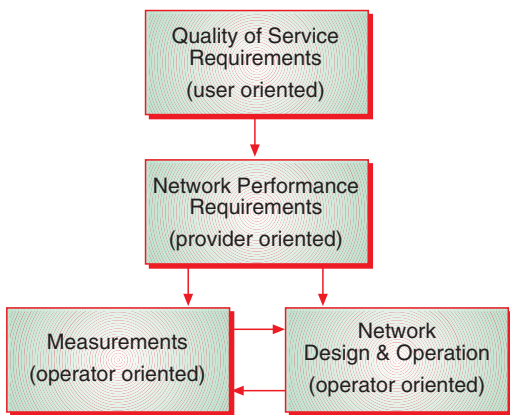 Quality of Service
Requirements
(user oriented)
Network Performance
Requirements
(provider oriented)
Measurements
(operator oriented)
Network
Design & Operation
(operator oriented)